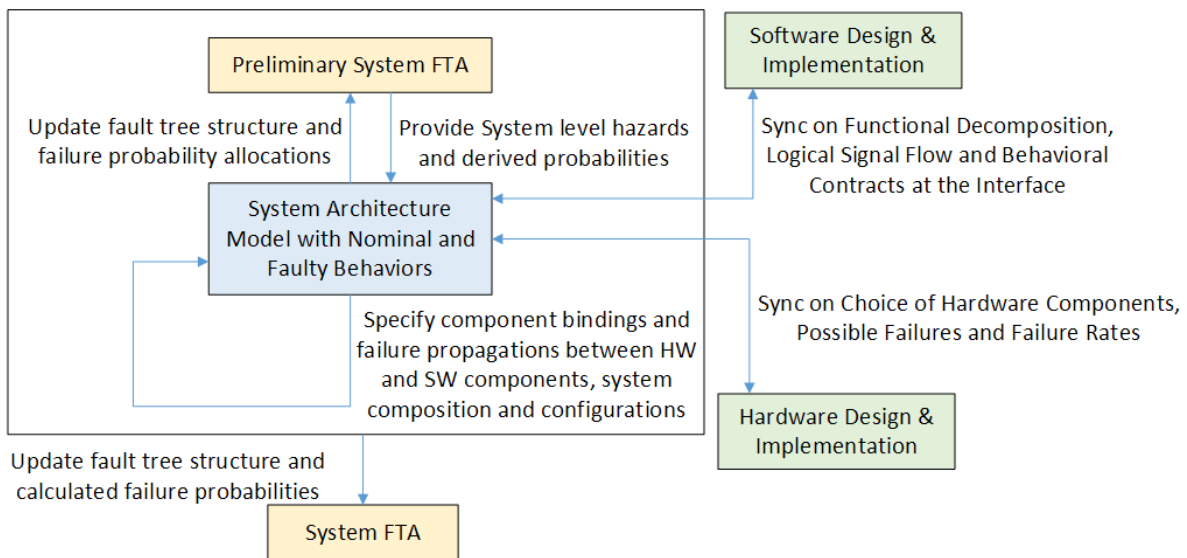 Preliminary System FTA
Software Design &
Implementation
Update fault tree structure and
failure probability allocations
Provide System level hazards
and derived probabilities
Sync on Functional Decomposition,
Logical Signal Flow and Behavioral
Contracts at the Interface
System Architecture
Model with Nominal and
Faulty Behaviors
Sync on Choice of Hardware Components,
Possible Failures and Failure Rates
Specify component bindings and
failure propagations between HW
and SW components, system
composition and configurations
Hardware Design &
Implementation
Update fault tree structure and
calculated failure probabilities
System FTA